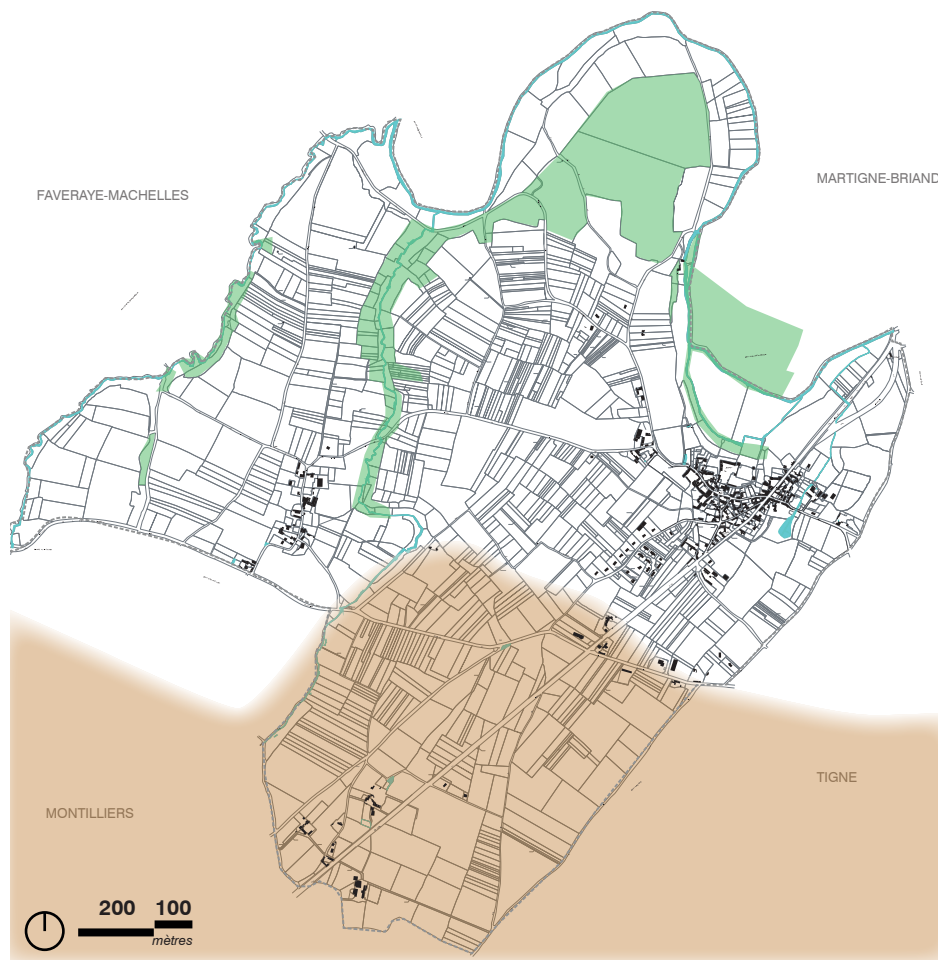 FAVERAYE-MACHELLES
MARTIGNE-BRIAND
TIGNE
MONTILLIERS
200 100
mètres